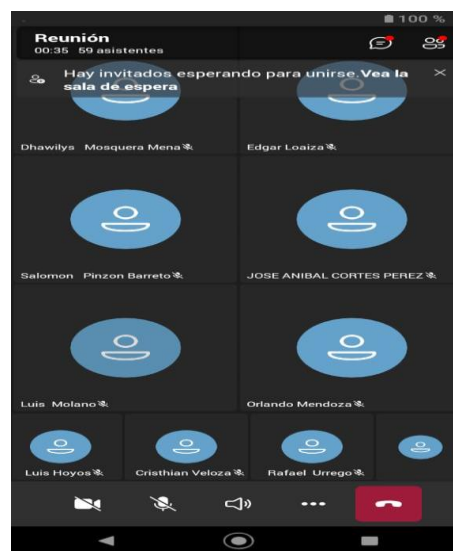 100 %
Reunión
00:35 59 asistentes
Hay invitados esperando para unirse.Vea la
sala de espera
Dhawilys Mosquera Mena
Edgar Loaiza
Salomon Pinzon Barreto
JOSE ANIBAL CORTES PEREZ
Luis Molano
Orlando Mendoza
Luis Hoyos
Cristhian Veloza
Rafael Urrego